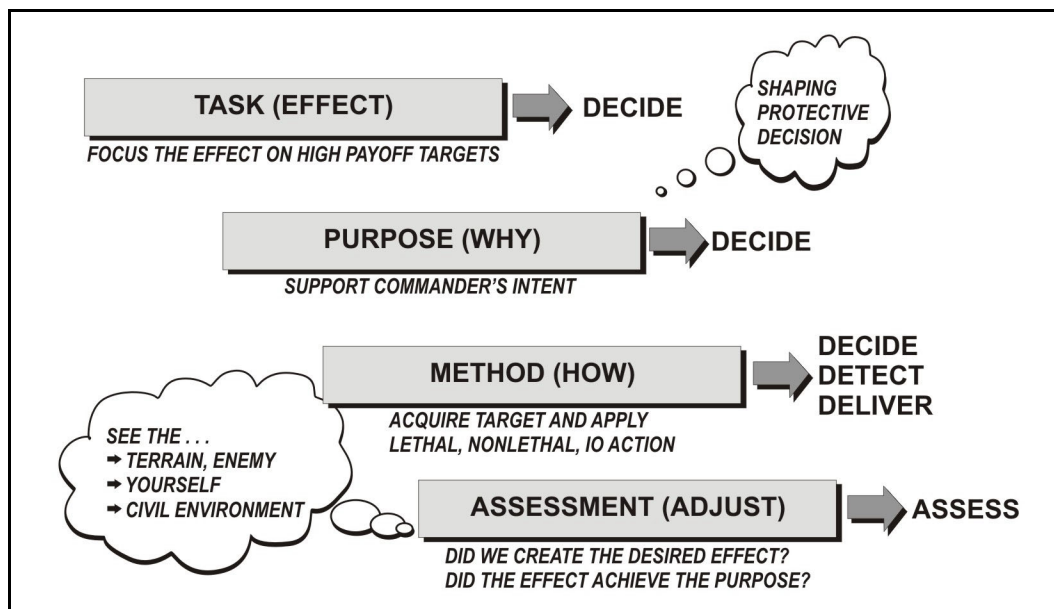 TASK (EFFECT)
DECIDE
FOCUS THE EFFECT ON HIGH PAYOFF TARGETS
SHAPING
PROTECTIVE
DECISION
PURPOSE (WHY)
DECIDE
SUPPORT COMMANDER'S INTENT
METHOD (HOW)
DECIDE
DETECT
DELIVER
ACQUIRE TARGET AND APPLY
LETHAL, NONLETHAL, IO ACTION
SEE THE . . .
➔ TERRAIN, ENEMY
➔ YOURSELF
➔ CIVIL ENVIRONMENT
ASSESSMENT (ADJUST)
ASSESS
DID WE CREATE THE DESIRED EFFECT?
DID THE EFFECT ACHIEVE THE PURPOSE?